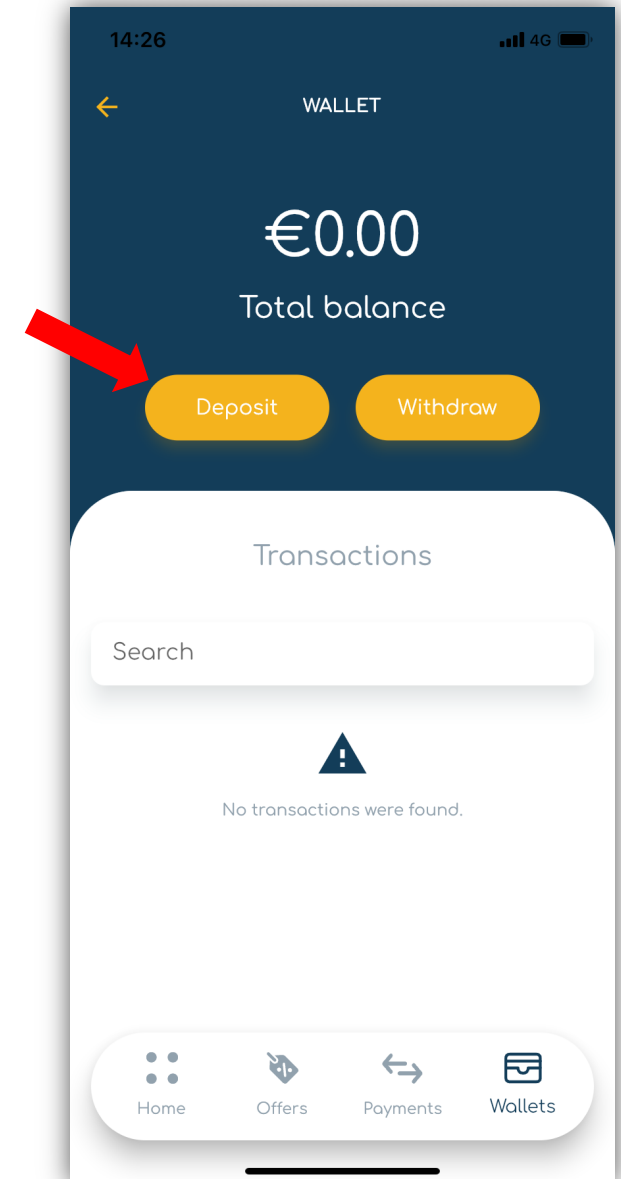 14:26
4G
WALLET
€0.00
Total balance
Deposit Withdraw
Transactions
Search
No transactions were found.
Home Offers Payments Wallets